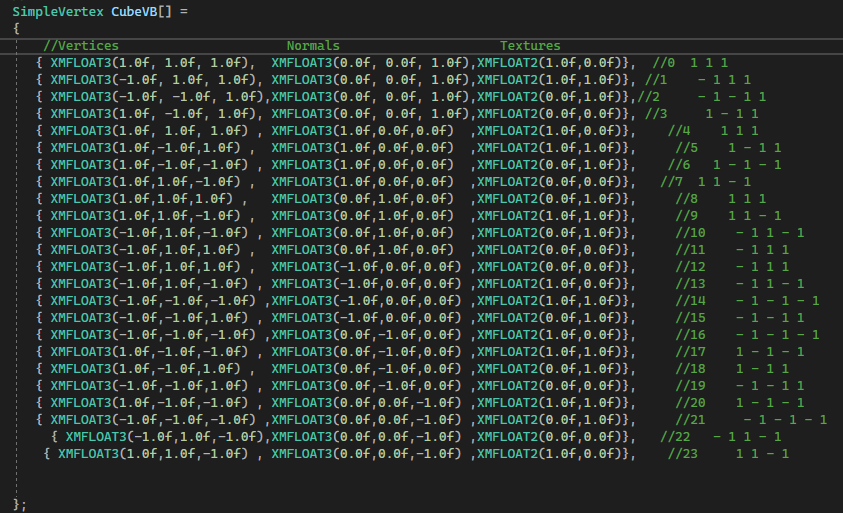 SimpleVertex CubeVB[] =
{
//Vertices Normals Textures
{ XMFLOAT3(1.0f, 1.0f, 1.0f), XMFLOAT3(0.0f, 0.0f, 1.0f),XMFLOAT2(1.0f,0.0f)}, //0 1 1 1
{ XMFLOAT3(-1.0f, 1.0f, 1.0f), XMFLOAT3(0.0f, 0.0f, 1.0f),XMFLOAT2(0.0f,0.0f)}, //1 - 1 1 1
{ XMFLOAT3(-1.0f, -1.0f, 1.0f),XMFLOAT3(0.0f, 0.0f, 1.0f),XMFLOAT2(0.0f,1.0f)},//2 - 1 - 1 1
{ XMFLOAT3(1.0f, -1.0f, 1.0f), XMFLOAT3(0.0f, 0.0f, 1.0f),XMFLOAT2(0.0f,0.0f)}, //3 1 - 1 1
{ XMFLOAT3(1.0f, 1.0f, 1.0f) , XMFLOAT3(1.0f,0.0f,0.0f) ,XMFLOAT2(1.0f,0.0f)}, //4 1 1 1
{ XMFLOAT3(1.0f,-1.0f,1.0f) , XMFLOAT3(1.0f,0.0f,0.0f) ,XMFLOAT2(1.0f,1.0f)}, //5 1 - 1 1
{ XMFLOAT3(1.0f,-1.0f,-1.0f) , XMFLOAT3(1.0f,0.0f,0.0f) ,XMFLOAT2(0.0f,1.0f)}, //6 1 - 1 - 1
{ XMFLOAT3(1.0f,1.0f,-1.0f) , XMFLOAT3(1.0f,0.0f,0.0f) ,XMFLOAT2(0.0f,0.0f)}, //7 1 1 - 1
{ XMFLOAT3(1.0f,1.0f,1.0f) , XMFLOAT3(0.0f,1.0f,0.0f) ,XMFLOAT2(0.0f,1.0f)}, //8 1 1 1
{ XMFLOAT3(1.0f,1.0f,-1.0f) , XMFLOAT3(0.0f,1.0f,0.0f) ,XMFLOAT2(1.0f,1.0f)}, //9 1 1 - 1
{ XMFLOAT3(-1.0f,1.0f,-1.0f) , XMFLOAT3(0.0f,1.0f,0.0f) ,XMFLOAT2(0.0f,1.0f)}, //10 - 1 1 - 1
{ XMFLOAT3(-1.0f,1.0f,1.0f) , XMFLOAT3(0.0f,1.0f,0.0f) ,XMFLOAT2(0.0f,0.0f)}, //11 - 1 1 1
{ XMFLOAT3(-1.0f,1.0f,1.0f) , XMFLOAT3(-1.0f,0.0f,0.0f) ,XMFLOAT2(0.0f,0.0f)}, //12 - 1 1 1
{ XMFLOAT3(-1.0f,1.0f,-1.0f) , XMFLOAT3(-1.0f,0.0f,0.0f) ,XMFLOAT2(0.0f,1.0f)}, //13 - 1 1 - 1
{ XMFLOAT3(-1.0f,-1.0f,-1.0f) ,XMFLOAT3(-1.0f,0.0f,0.0f) ,XMFLOAT2(1.0f,1.0f)}, //14 - 1 - 1 - 1
{ XMFLOAT3(-1.0f,-1.0f,1.0f) , XMFLOAT3(-1.0f,0.0f,0.0f) ,XMFLOAT2(0.0f,1.0f)}, //15 - 1 - 1 1
{ XMFLOAT3(-1.0f,-1.0f,-1.0f) ,XMFLOAT3(0.0f,-1.0f,0.0f) ,XMFLOAT2(1.0f,0.0f)}, //16 - 1 - 1 - 1
{ XMFLOAT3(1.0f,-1.0f,-1.0f) , XMFLOAT3(0.0f,-1.0f,0.0f) ,XMFLOAT2(1.0f,1.0f)}, //17 1 - 1 - 1
{ XMFLOAT3(1.0f,-1.0f,1.0f) , XMFLOAT3(0.0f,-1.0f,0.0f) ,XMFLOAT2(0.0f,1.0f)}, //18 1 - 1 1
{ XMFLOAT3(-1.0f,-1.0f,1.0f) , XMFLOAT3(0.0f,-1.0f,0.0f) ,XMFLOAT2(0.0f,0.0f)}, //19 - 1 - 1 1
{ XMFLOAT3(1.0f,-1.0f,-1.0f) , XMFLOAT3(0.0f,0.0f,-1.0f) ,XMFLOAT2(1.0f,1.0f)}, //20 1 - 1 - 1
{ XMFLOAT3(-1.0f,-1.0f,-1.0f) ,XMFLOAT3(0.0f,0.0f,-1.0f) ,XMFLOAT2(0.0f,1.0f)}, //21 - 1 - 1 - 1
{ XMFLOAT3(-1.0f,1.0f,-1.0f),XMFLOAT3(0.0f,0.0f,-1.0f) ,XMFLOAT2(0.0f,0.0f)}, //22 - 1 1 - 1
{ XMFLOAT3(1.0f,1.0f,-1.0f) , XMFLOAT3(0.0f,0.0f,-1.0f) ,XMFLOAT2(1.0f,0.0f)}, //23 1 1 - 1
};